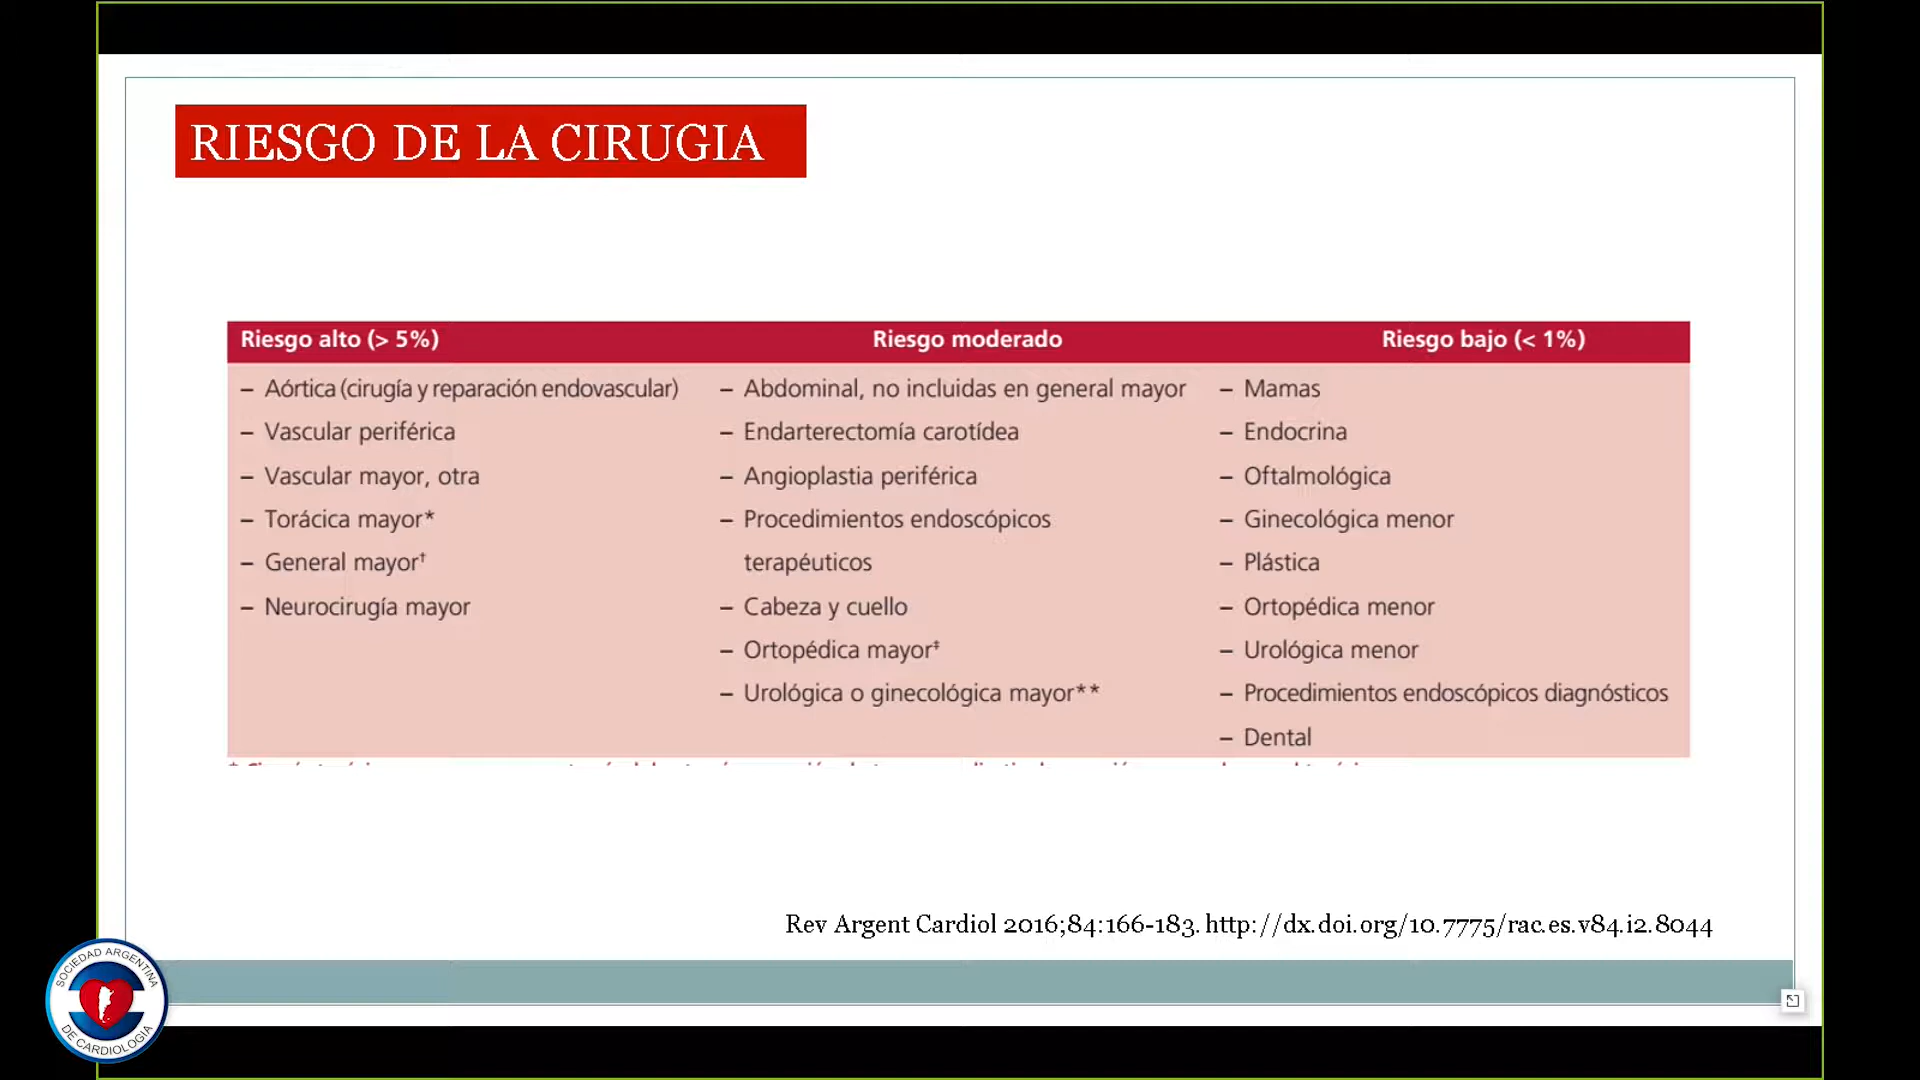 RIESGO DE LA CIRUGIA
Riesgo alto (> 5%)
– Aórtica (cirugía y reparación endovascular)
– Vascular periférica
– Vascular mayor, otra
– Torácica mayor*
– General mayor†
– Neurocirugía mayor
Riesgo moderado
– Abdominal, no incluidas en general mayor
– Endarterectomía carotídea
– Angioplastia periférica
– Procedimientos endoscópicos
terapéuticos
– Cabeza y cuello
– Ortopédica mayor‡
– Urológica o ginecológica mayor**
Riesgo bajo (< 1%)
– Mamas
– Endocrina
– Oftalmológica
– Ginecológica menor
– Plástica
– Ortopédica menor
– Urológica menor
– Procedimientos endoscópicos diagnósticos
– Dental
Rev Argent Cardiol 2016;84:166-183. http://dx.doi.org/10.7775/rac.es.v84.i2.8044
SOCIEDAD ARGENTINA
DE CARDIOLOGIA